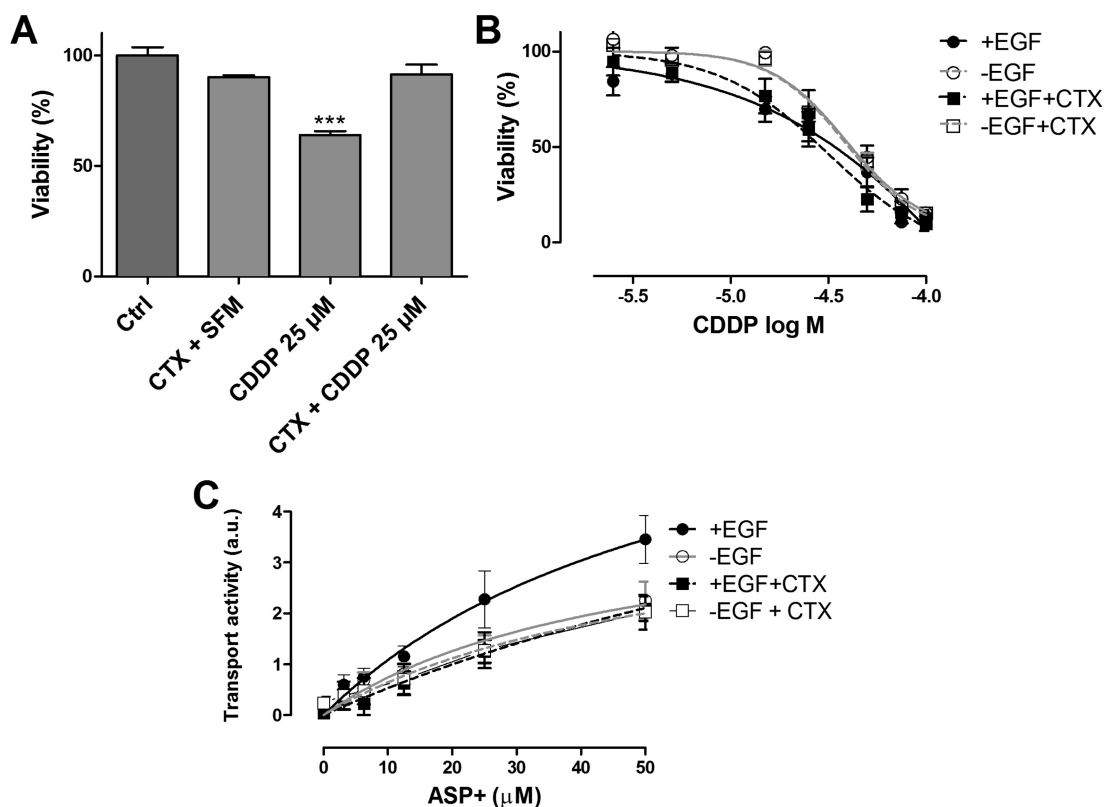 A
Viability (%)
100
50
0
***
Ctrl
CTX + SFM
CDDP 25 µM
CTX + CDDP 25 µM
B
Viability (%)
100
50
0
-5.5
-5.0
-4.5
-4.0
CDDP log M
+EGF
-EGF
+EGF+CTX
-EGF+CTX
C
Transport activity (a.u.)
4
3
2
1
0
0
10
20
30
40
50
ASP+ (µM)
+EGF
-EGF
+EGF+CTX
-EGF + CTX